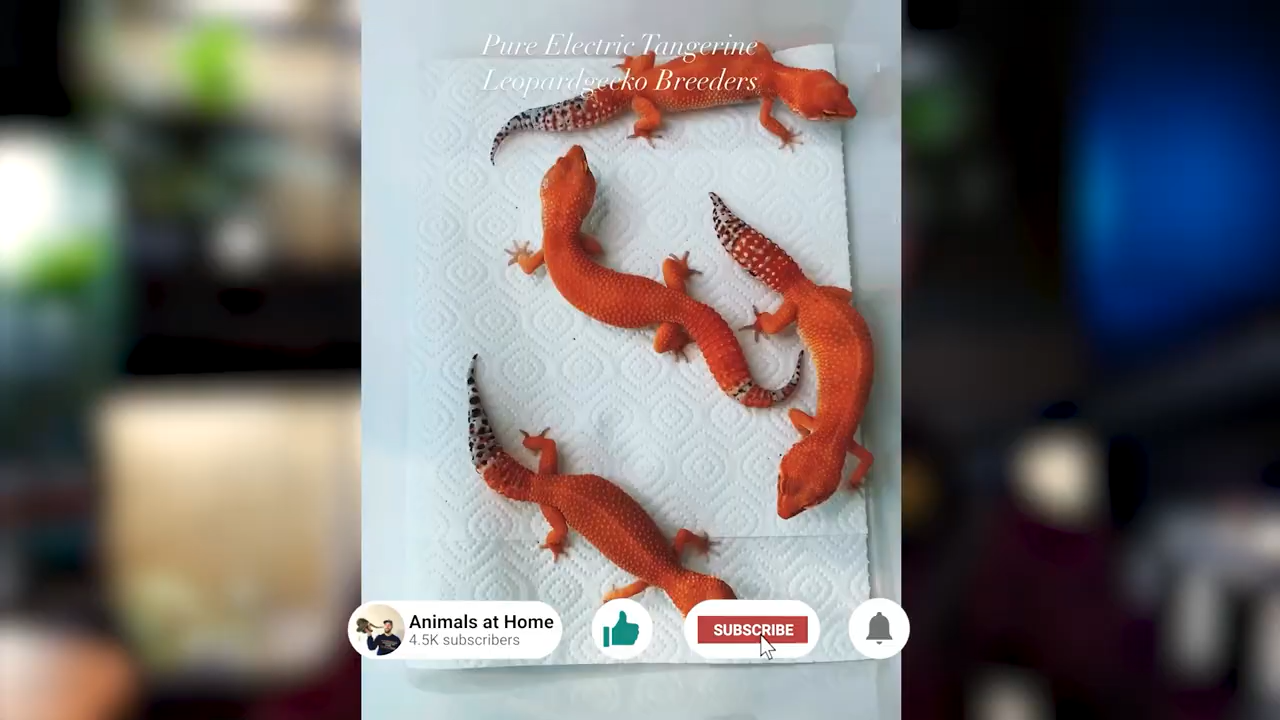 Pure Electric Tangerine
Leopardgecko Breeders
Animals at Home
4.5K subscribers
SUBSCRIBE